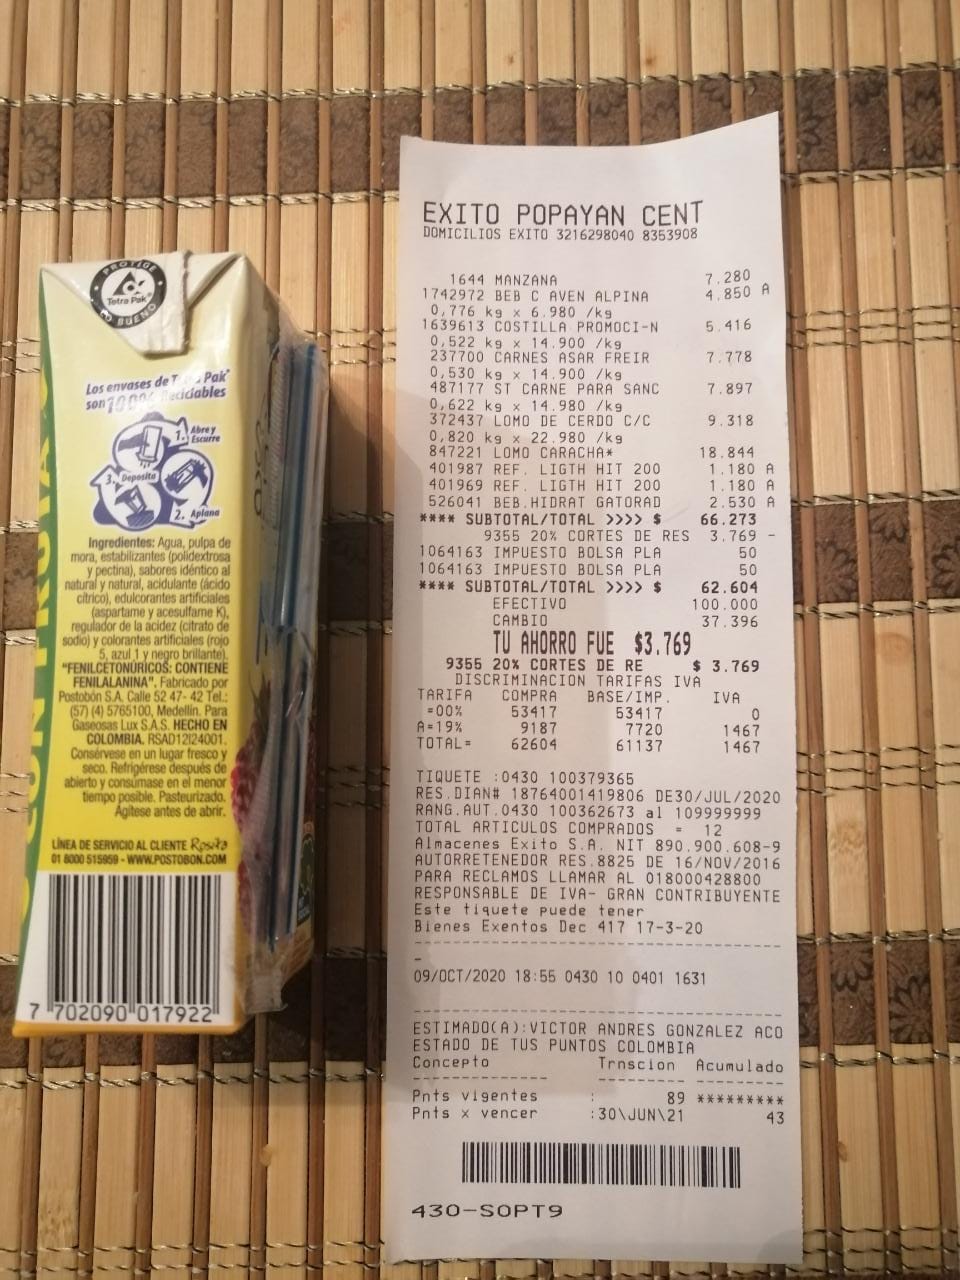 PROTEGE
Tetra Pak®
LO BUENO
Los envases de Tetra Pak®
son 100% Reciclables
1. Abre y
Escurre
3. Deposita
2. Aplana
Ingredientes: Agua, pulpa de
mora, estabilizantes (polidextrosa
y pectina), sabores idéntico al
natural y natural, acidulante (ácido
cítrico), edulcorantes artificiales
(aspartame y acesulfame K),
regulador de la acidez (citrato de
sodio) y colorantes artificiales (rojo
5, azul 1 y negro brillante).
"FENILCETONÚRICOS: CONTIENE
FENILALANINA". Fabricado por
Postobón S.A. Calle 52 47- 42 Tel.:
(57) (4) 5765100, Medellín. Para
Gaseosas Lux S.A.S. HECHO EN
COLOMBIA. RSAD12I24001.
Consérvese en un lugar fresco y
seco. Refrigérese después de
abierto y consúmase en el menor
tiempo posible. Pasteurizado.
Agítese antes de abrir.
LÍNEA DE SERVICIO AL CLIENTE Rosita
01 8000 515959 - WWW.POSTOBON.COM
7 702090 017922
EXITO POPAYAN CENT
DOMICILIOS EXITO 3216298040 8353908
1644 MANZANA 7.280
1742972 BEB C AVEN ALPINA 4.850 A
0,776 kg x 6.980 /kg
1639613 COSTILLA PROMOCI-N 5.416
0,522 kg x 14.900 /kg
237700 CARNES ASAR FREIR 7.778
0,530 kg x 14.900 /kg
487177 ST CARNE PARA SANC 7.897
0,622 kg x 14.980 /kg
372437 LOMO DE CERDO C/C 9.318
0,820 kg x 22.980 /kg
847221 LOMO CARACHA* 18.844
401987 REF. LIGTH HIT 200 1.180 A
401969 REF. LIGTH HIT 200 1.180 A
526041 BEB.HIDRAT GATORAD 2.530 A
**** SUBTOTAL/TOTAL >>>> $ 66.273
9355 20% CORTES DE RES 3.769 -
1064163 IMPUESTO BOLSA PLA 50
1064163 IMPUESTO BOLSA PLA 50
**** SUBTOTAL/TOTAL >>>> $ 62.604
EFECTIVO 100.000
CAMBIO 37.396
TU AHORRO FUE $3.769
9355 20% CORTES DE RE $ 3.769
DISCRIMINACION TARIFAS IVA
TARIFA COMPRA BASE/IMP. IVA
=00% 53417 53417 0
A=19% 9187 7720 1467
TOTAL= 62604 61137 1467
TIQUETE :0430 100379365
RES.DIAN# 18764001419806 DE30/JUL/2020
RANG.AUT.0430 100362673 al 109999999
TOTAL ARTICULOS COMPRADOS = 12
Almacenes Exito S.A. NIT 890.900.608-9
AUTORRETENEDOR RES.8825 DE 16/NOV/2016
PARA RECLAMOS LLAMAR AL 018000428800
RESPONSABLE DE IVA- GRAN CONTRIBUYENTE
Este tiquete puede tener
Bienes Exentos Dec 417 17-3-20
-
09/OCT/2020 18:55 0430 10 0401 1631
ESTIMADO(A):VICTOR ANDRES GONZALEZ ACO
ESTADO DE TUS PUNTOS COLOMBIA
Concepto Trnscion Acumulado
Pnts vigentes : 89 *********
Pnts x vencer :30\JUN\21 43
430-SOPT9